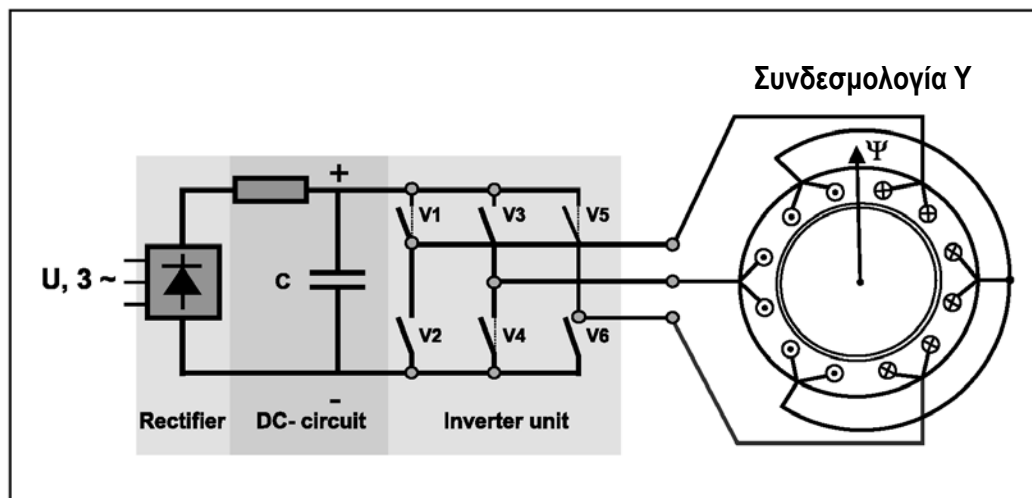 Συνδεσμολογία Υ
Ψ
+
V1
V3
V5
U, 3 ~
C
V2
V4
V6
-
Rectifier
DC- circuit
Inverter unit